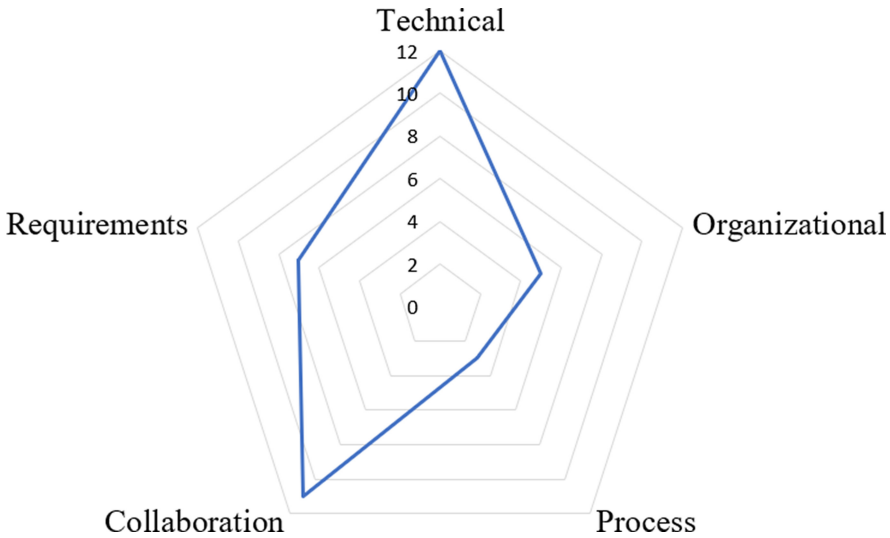 Technical
12
10
8
6
4
2
0
Requirements
Organizational
Collaboration
Process